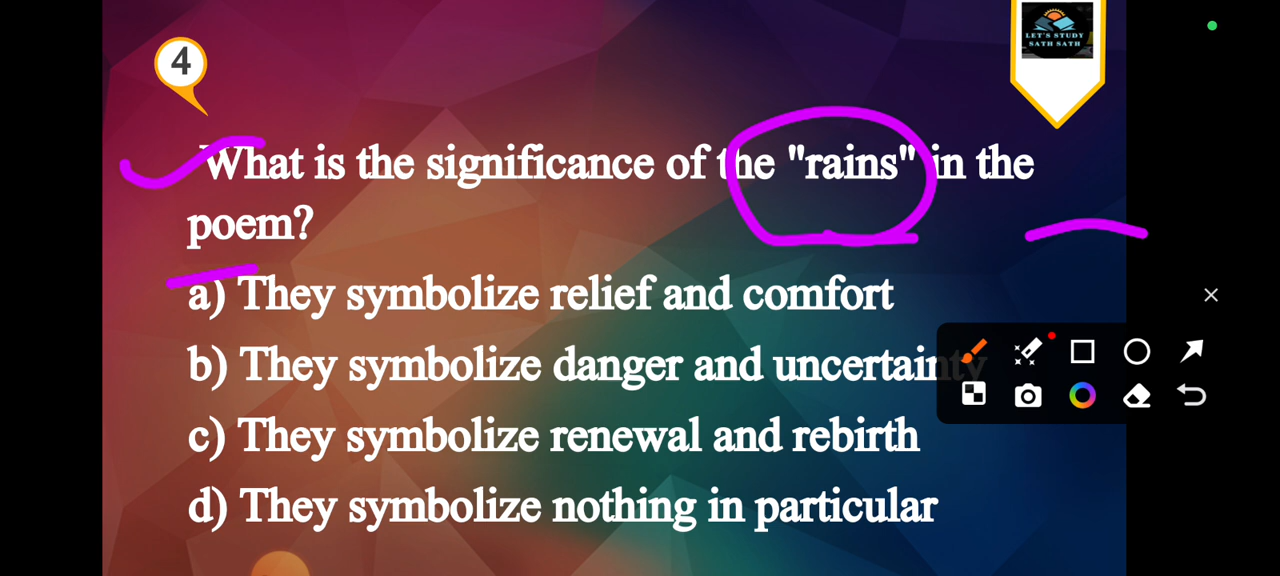 4
LET'S STUDY
SATH SATH
What is the significance of the "rains" in the
poem?
a) They symbolize relief and comfort
b) They symbolize danger and uncertainty
c) They symbolize renewal and rebirth
d) They symbolize nothing in particular